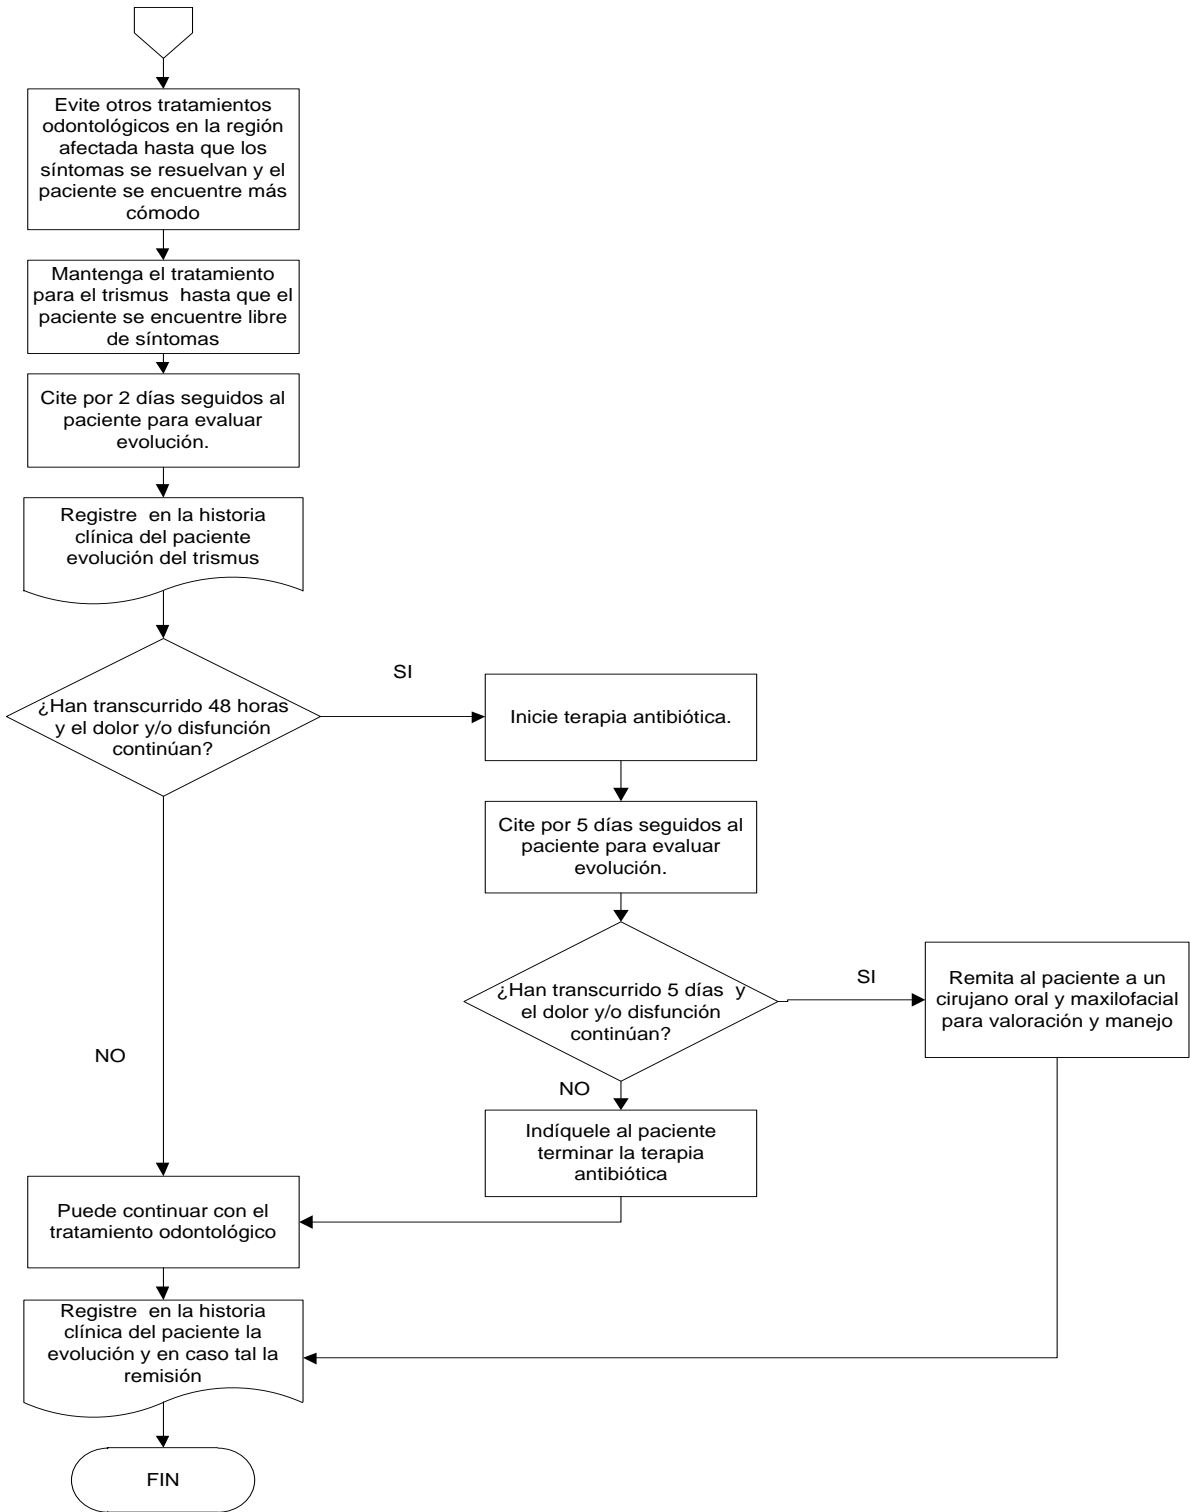 Evite otros tratamientos
odontológicos en la región
afectada hasta que los
síntomas se resuelvan y el
paciente se encuentre más
cómodo
Mantenga el tratamiento
para el trismus hasta que el
paciente se encuentre libre
de síntomas
Cite por 2 días seguidos al
paciente para evaluar
evolución.
Registre en la historia
clínica del paciente
evolución del trismus
¿Han transcurrido 48 horas
y el dolor y/o disfunción
continúan?
SI
Inicie terapia antibiótica.
Cite por 5 días seguidos al
paciente para evaluar
evolución.
¿Han transcurrido 5 días y
el dolor y/o disfunción
continúan?
SI
Remita al paciente a un
cirujano oral y maxilofacial
para valoración y manejo
NO
NO
Indíquele al paciente
terminar la terapia
antibiótica
Puede continuar con el
tratamiento odontológico
Registre en la historia
clínica del paciente la
evolución y en caso tal la
remisión
FIN